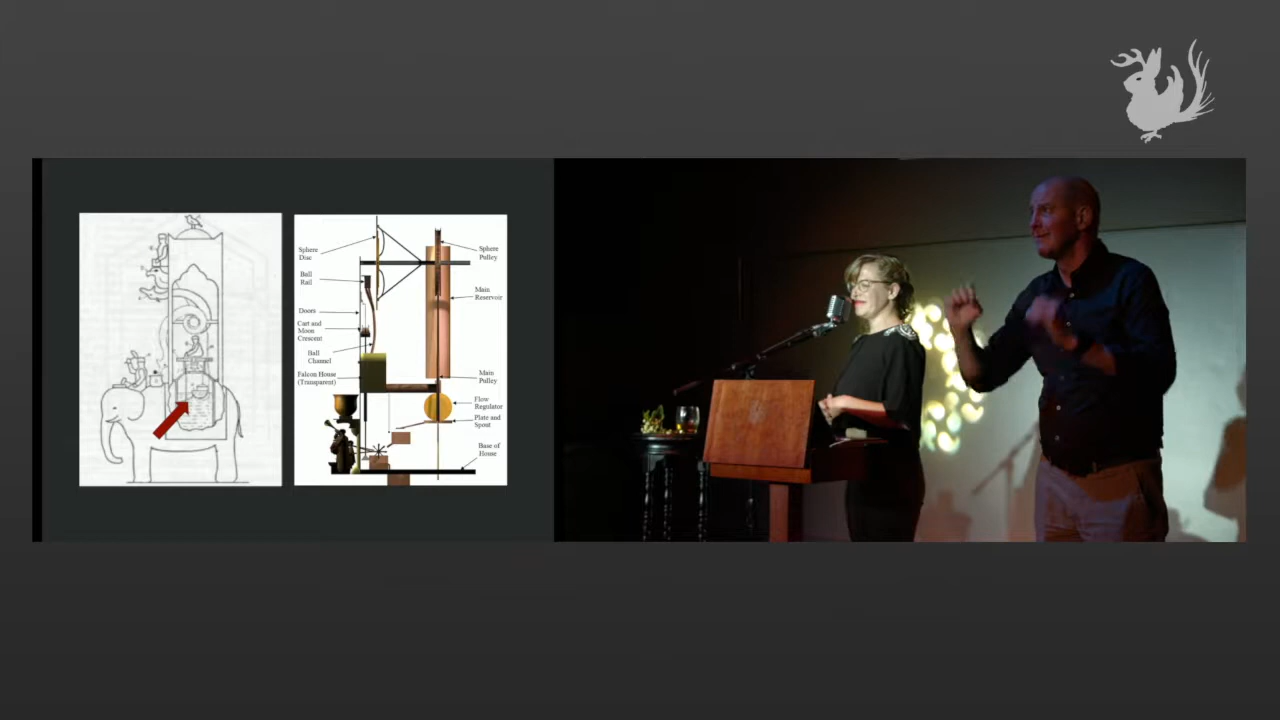 Sphere
Disc
Ball
Rail
Doors
Cart and
Moon
Crescent
Ball
Channel
Falcon House
(Transparent)
Sphere
Pulley
Main
Reservoir
Main
Pulley
Flow
Regulator
Plate and
Spout
Base of
House